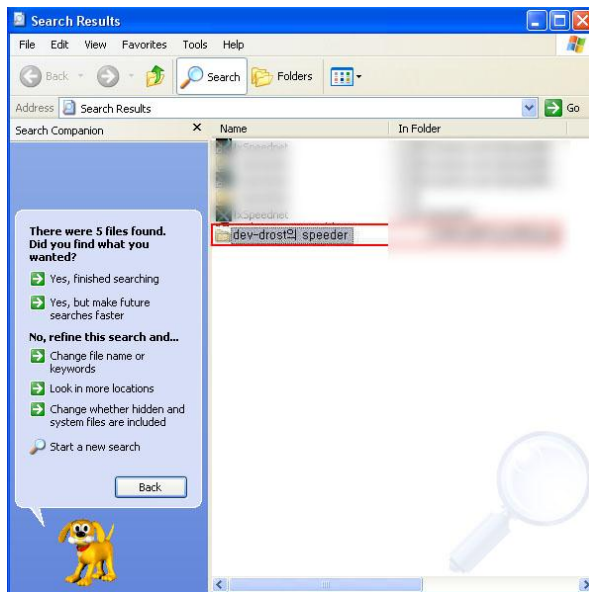 Search Results
File Edit View Favorites Tools Help
Back Search Folders
Address Search Results Go
Search Companion
Name In Folder
hxSpeednet
hxSpeednet
dev-drost의 speeder
There were 5 files found.
Did you find what you
wanted?
Yes, finished searching
Yes, but make future
searches faster
No, refine this search and...
Change file name or
keywords
Look in more locations
Change whether hidden and
system files are included
Start a new search
Back